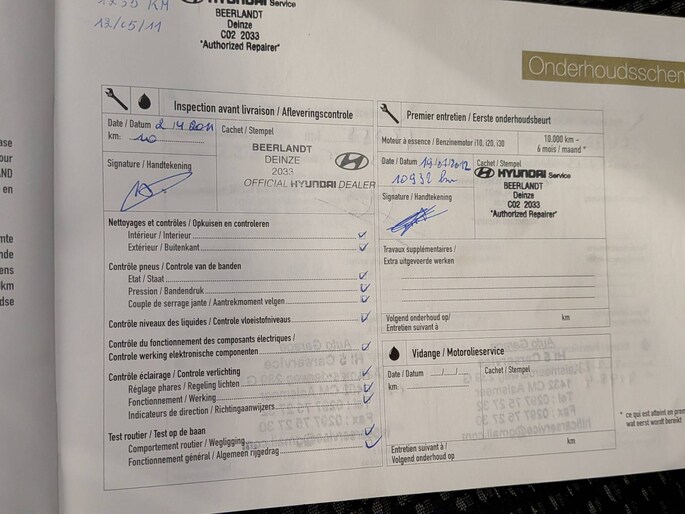 KM
12/05/11
HYUNDAI Service
BEERLANDT
Deinze
C02 2033
"Authorized Repairer"
Onderhoudsschem
Inspection avant livraison / Afleveringscontrole
Date / Datum 2 14 2011
km: 10
Cachet / Stempel
BEERLANDT
DEINZE
2033
OFFICIAL HYUNDAI DEALER
Signature / Handtekening
Nettoyages et contrôles / Opkuisen en controleren
Intérieur / Interieur
Extérieur / Buitenkant
Contrôle pneus / Controle van de banden
Etat / Staat
Pression / Bandendruk
Couple de serrage jante / Aantrekmoment velgen
Contrôle niveaux des liquides / Controle vloeistofniveaus
Contrôle du fonctionnement des composants électriques /
Controle werking elektronische componenten
Contrôle éclairage / Controle verlichting
Réglage phares / Regeling lichten
Fonctionnement / Werking
Indicateurs de direction / Richtingaanwijzers
Test routier / Test op de baan
Comportement routier / Wegligging
Fonctionnement général / Algemeen rijgedrag
Premier entretien / Eerste onderhoudsbeurt
Moteur à essence / Benzinemotor i10, i20, i30
10.000 km –
6 mois / maand *
Date / Datum 19/07/2012
10932 km
Cachet / Stempel
HYUNDAI Service
BEERLANDT
Deinze
C02 2033
"Authorized Repairer"
Signature / Handtekening
Travaux supplémentaires /
Extra uitgevoerde werken
Volgend onderhoud op/
Entretien suivant à
km
Vidange / Motorolieservice
Date / Datum / /
km:
Cachet / Stempel
Entretien suivant à /
Volgend onderhoud op
km
* ce qui est atteint en prem
wat eerst wordt bereikt